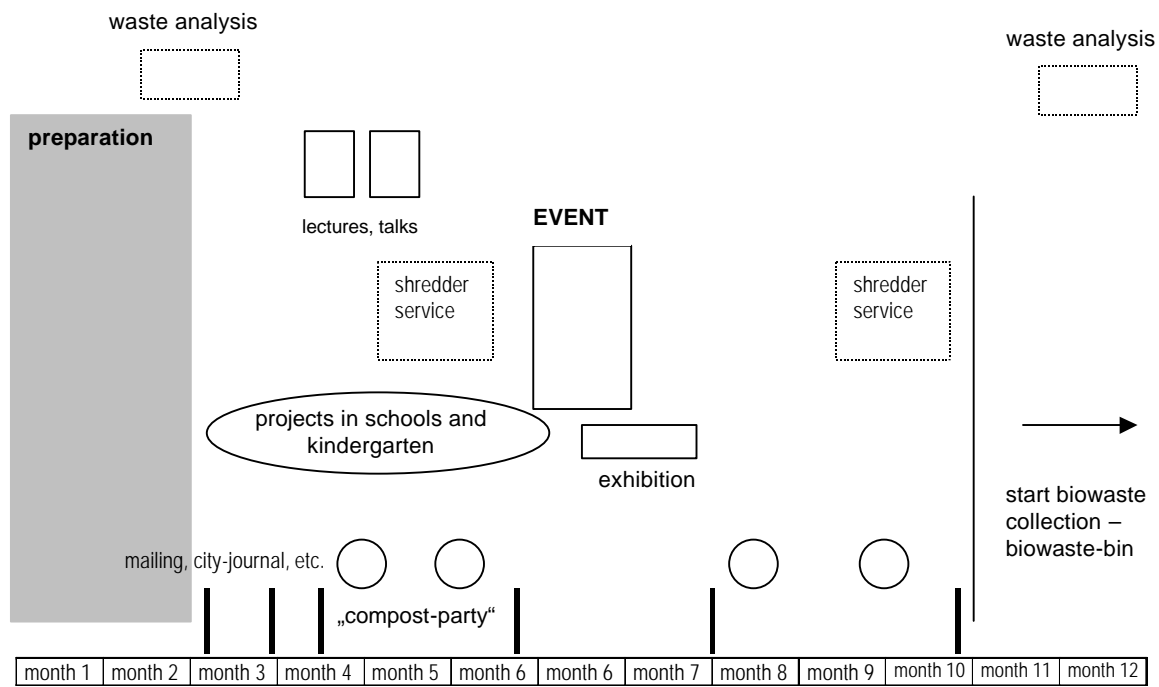 waste analysis
waste analysis
preparation
lectures, talks
EVENT
shredder
service
shredder
service
projects in schools and
kindergarten
exhibition
start biowaste
collection –
biowaste-bin
mailing, city-journal, etc.
„compost-party“
month 1 month 2 month 3 month 4 month 5 month 6 month 6 month 7 month 8 month 9 month 10 month 11 month 12